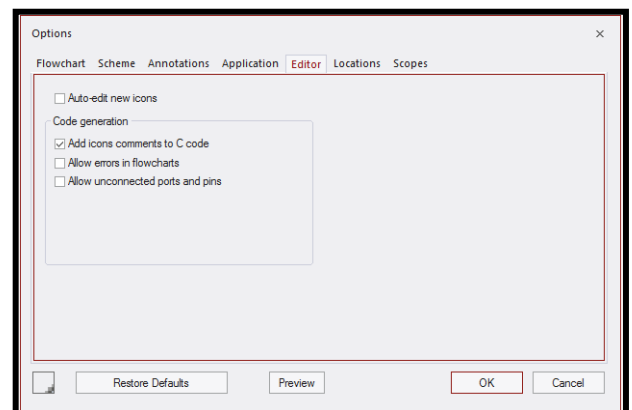 Options
Flowchart Scheme Annotations Application Editor Locations Scopes
Auto-edit new icons
Code generation
Add icons comments to C code
Allow errors in flowcharts
Allow unconnected ports and pins
Restore Defaults Preview OK Cancel